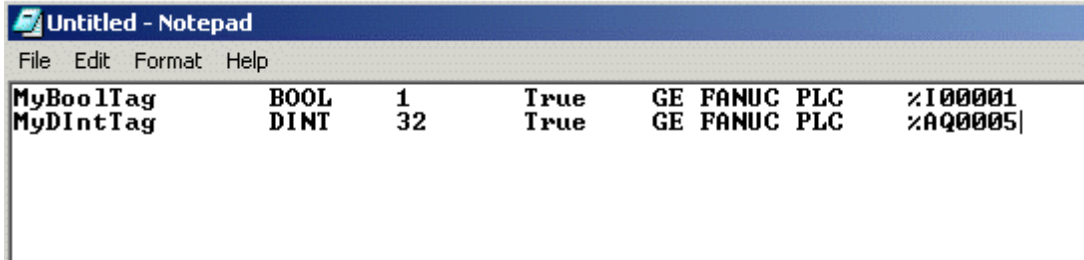 Untitled - Notepad
File Edit Format Help
MyBoolTag BOOL 1 True GE FANUC PLC %I00001
MyDIntTag DINT 32 True GE FANUC PLC %AQ0005